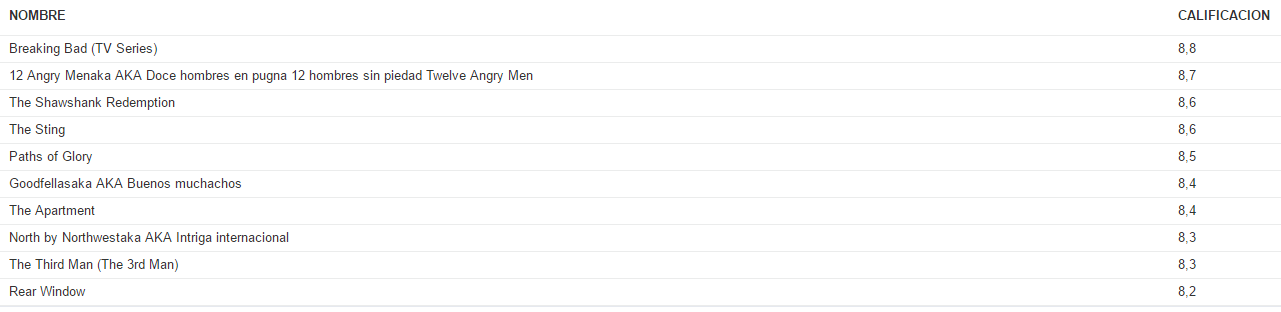 NOMBRE CALIFICACION
Breaking Bad (TV Series) 8,8
12 Angry Menaka AKA Doce hombres en pugna 12 hombres sin piedad Twelve Angry Men 8,7
The Shawshank Redemption 8,6
The Sting 8,6
Paths of Glory 8,5
Goodfellasaka AKA Buenos muchachos 8,4
The Apartment 8,4
North by Northwestaka AKA Intriga internacional 8,3
The Third Man (The 3rd Man) 8,3
Rear Window 8,2